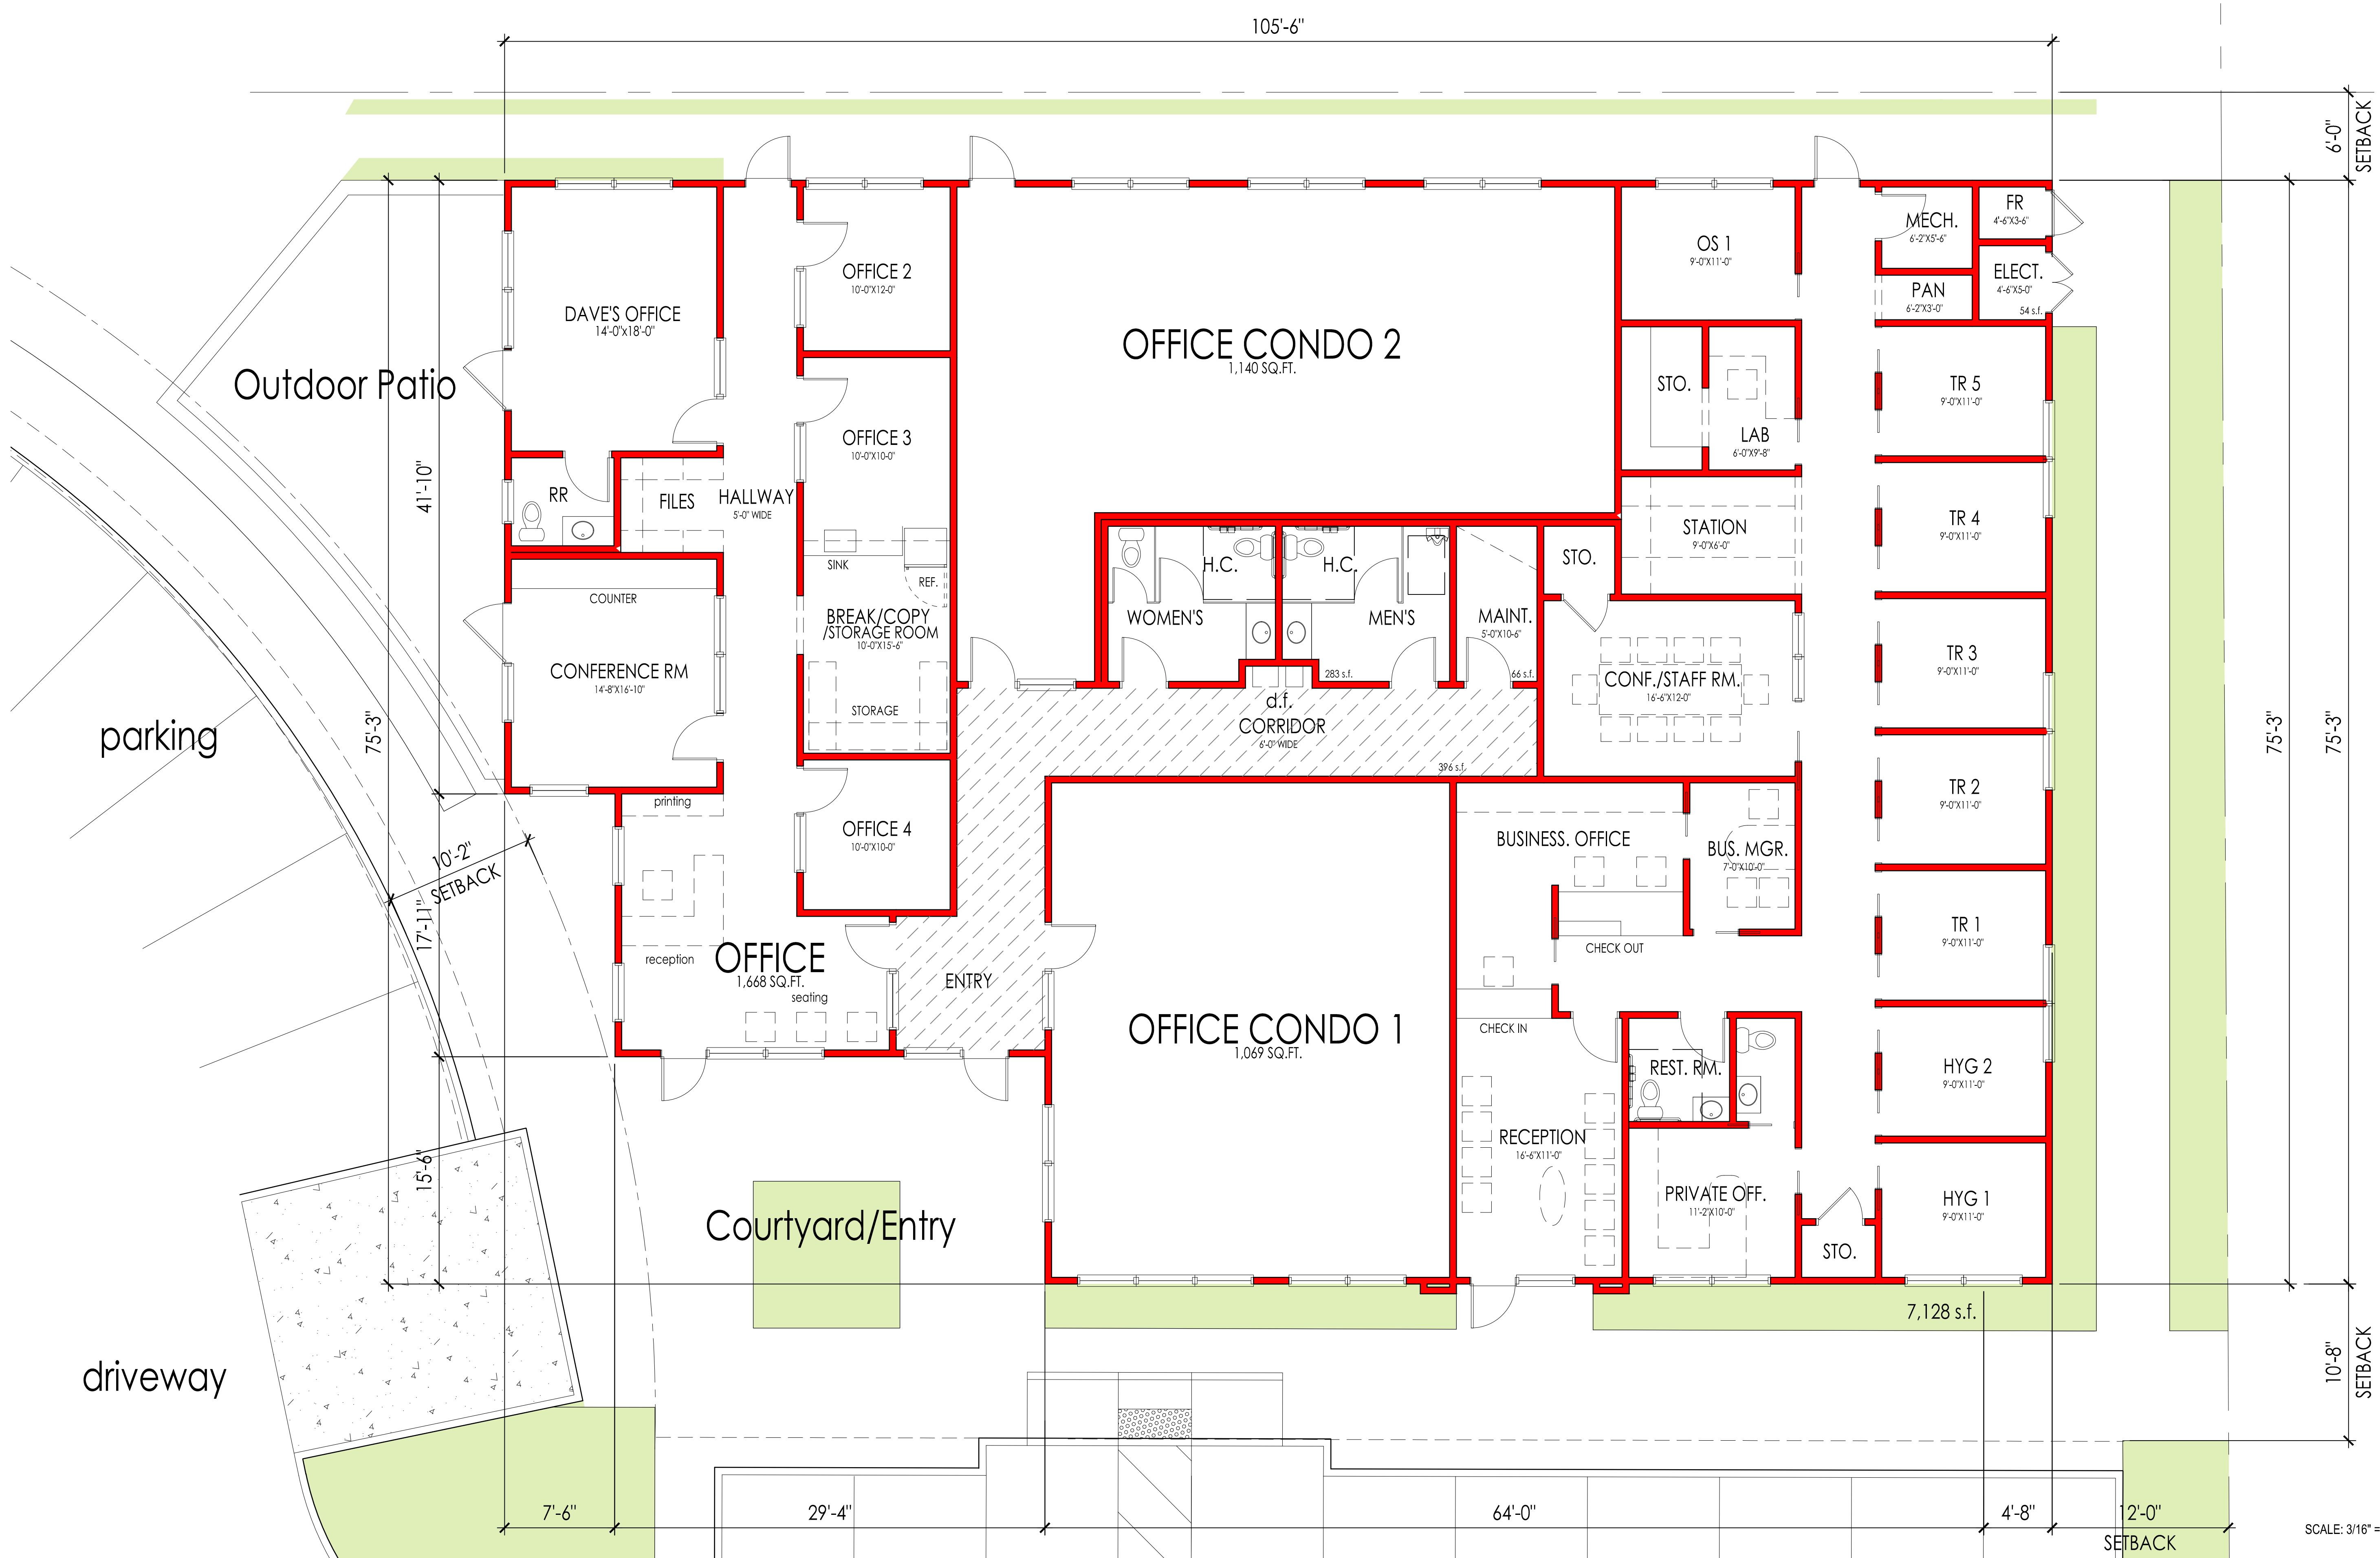 105'-6"
6'-0"
SETBACK
DAVE'S OFFICE
14'-0"X18'-0"
OFFICE 2
10'-0"X12'-0"
OFFICE CONDO 2
1,140 SQ.FT.
OS 1
9'-0"X11'-0"
MECH.
6'-2"X5'-6"
FR
4'-6"X3-6"
ELECT.
4'-6"X5-0"
54 s.f.
PAN
6'-2"X3'-0"
Outdoor Patio
41'-10"
RR
FILES
HALLWAY
5'-0" WIDE
OFFICE 3
10'-0"X10-0"
STO.
LAB
6'-0"X9'-8"
TR 5
9'-0"X11'-0"
STATION
9'-0"X6'-0"
TR 4
9'-0"X11'-0"
SINK
REF.
BREAK/COPY
/STORAGE ROOM
10'-0"X15'-6"
STORAGE
COUNTER
CONFERENCE RM
14'-8"X16'-10"
WOMEN'S
H.C.
H.C.
MEN'S
283 s.f.
MAINT.
5'-0"X10-6"
66 s.f.
STO.
CONF./STAFF RM.
16'-6"X12-0"
TR 3
9'-0"X11'-0"
d.f.
CORRIDOR
6'-0" WIDE
396 s.f.
parking
75'-3"
75'-3"
75'-3"
printing
OFFICE 4
10'-0"X10-0"
BUSINESS. OFFICE
BUS. MGR.
7'-0"X10'-0"
TR 2
9'-0"X11'-0"
10'-2"
SETBACK
17'-11"
reception
OFFICE
1,668 SQ.FT.
seating
ENTRY
CHECK OUT
TR 1
9'-0"X11'-0"
OFFICE CONDO 1
1,069 SQ.FT.
CHECK IN
REST. RM.
HYG 2
9'-0"X11'-0"
15'-6"
RECEPTION
16'-6"X11'-0"
PRIVATE OFF.
11'-2"X10'-0"
STO.
HYG 1
9'-0"X11'-0"
Courtyard/Entry
7,128 s.f.
driveway
10'-8"
SETBACK
7'-6"
29'-4"
64'-0"
4'-8"
12'-0"
SETBACK
SCALE: 3/16" =